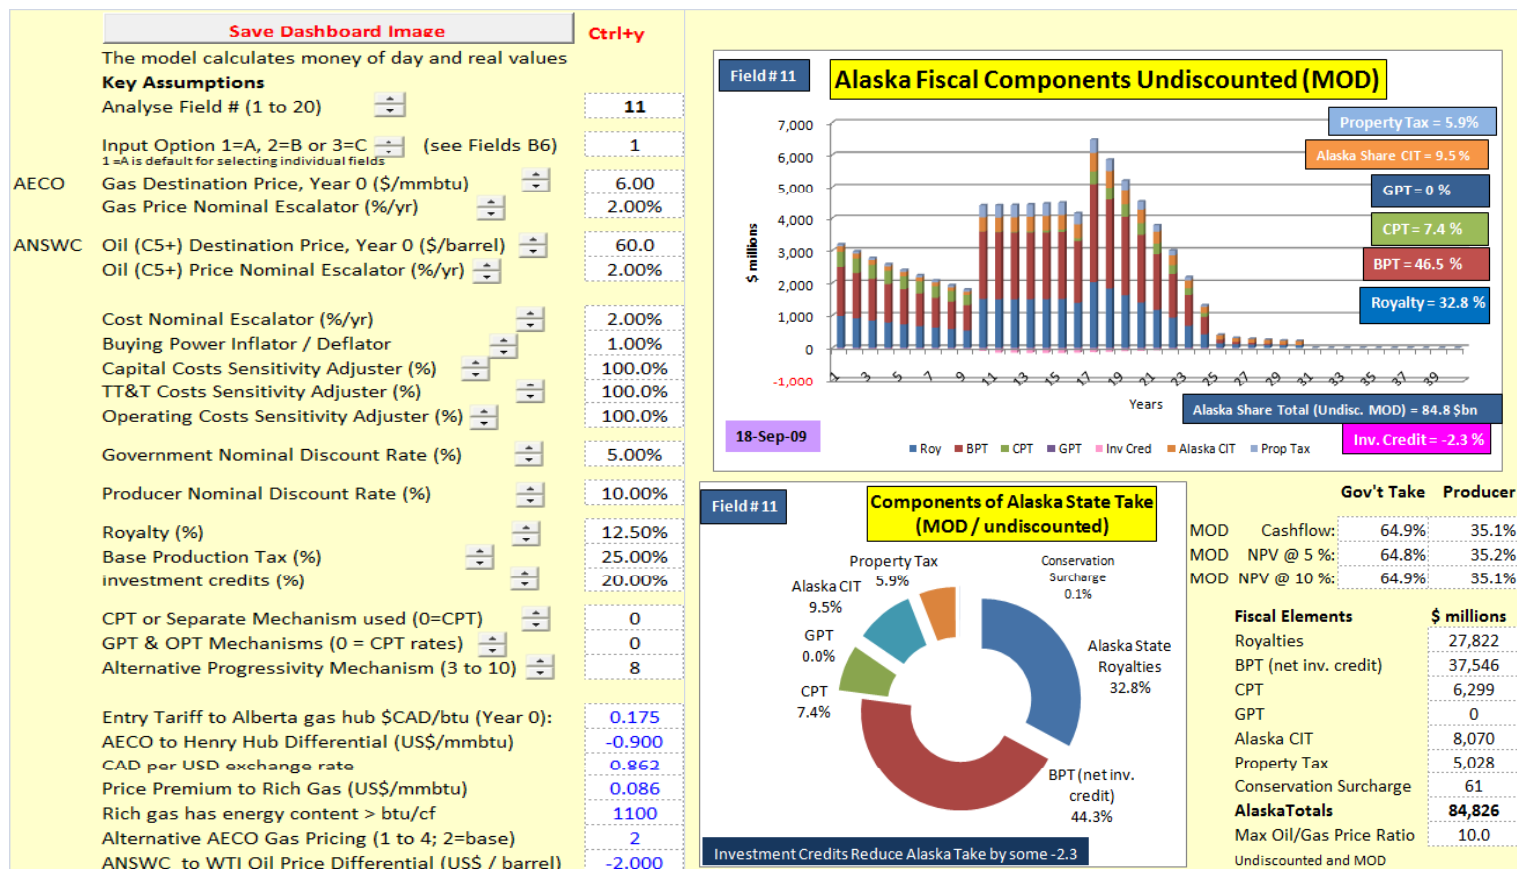 Save Dashboard Image Ctrl+y
The model calculates money of day and real values
Key Assumptions
Analyse Field # (1 to 20) 11
Input Option 1=A, 2=B or 3=C (see Fields B6) 1
1 =A is default for selecting individual fields
AECO Gas Destination Price, Year 0 ($/mmbtu) 6.00
Gas Price Nominal Escalator (%/yr) 2.00%
ANSWC Oil (C5+) Destination Price, Year 0 ($/barrel) 60.0
Oil (C5+) Price Nominal Escalator (%/yr) 2.00%
Cost Nominal Escalator (%/yr) 2.00%
Buying Power Inflator / Deflator 1.00%
Capital Costs Sensitivity Adjuster (%) 100.0%
TT&T Costs Sensitivity Adjuster (%) 100.0%
Operating Costs Sensitivity Adjuster (%) 100.0%
Government Nominal Discount Rate (%) 5.00%
Producer Nominal Discount Rate (%) 10.00%
Royalty (%) 12.50%
Base Production Tax (%) 25.00%
Investment credits (%) 20.00%
CPT or Separate Mechanism used (0=CPT) 0
GPT & OPT Mechanisms (0 = CPT rates) 0
Alternative Progressivity Mechanism (3 to 10) 8
Entry Tariff to Alberta gas hub $CAD/btu (Year 0): 0.175
AECO to Henry Hub Differential (US$/mmbtu) -0.900
CAD per USD exchange rate 0.862
Price Premium to Rich Gas (US$/mmbtu) 0.086
Rich gas has energy content > btu/cf 1100
Alternative AECO Gas Pricing (1 to 4; 2=base) 2
ANSWC to WTI Oil Price Differential (US$ / barrel) -2.000
Field # 11
Alaska Fiscal Components Undiscounted (MOD)
Property Tax = 5.9%
Alaska Share CIT = 9.5 %
GPT = 0 %
CPT = 7.4 %
BPT = 46.5 %
Royalty = 32.8 %
$ millions
7,000
6,000
5,000
4,000
3,000
2,000
1,000
0
-1,000
1 3 5 7 9 11 13 15 17 19 21 23 25 27 29 31 33 35 37 39
Years
Alaska Share Total (Undisc. MOD) = 84.8 $bn
18-Sep-09
Inv. Credit = -2.3 %
Roy BPT CPT GPT Inv Cred Alaska CIT Prop Tax
Field # 11
Components of Alaska State Take
(MOD / undiscounted)
Conservation
Surcharge
0.1%
Property Tax
5.9%
Alaska CIT
9.5%
GPT
0.0%
CPT
7.4%
Alaska State
Royalties
32.8%
BPT (net inv.
credit)
44.3%
Investment Credits Reduce Alaska Take by some -2.3
Gov't Take Producer
MOD Cashflow: 64.9% 35.1%
MOD NPV @ 5 %: 64.8% 35.2%
MOD NPV @ 10 %: 64.9% 35.1%
Fiscal Elements $ millions
Royalties 27,822
BPT (net inv. credit) 37,546
CPT 6,299
GPT 0
Alaska CIT 8,070
Property Tax 5,028
Conservation Surcharge 61
AlaskaTotals 84,826
Max Oil/Gas Price Ratio 10.0
Undiscounted and MOD